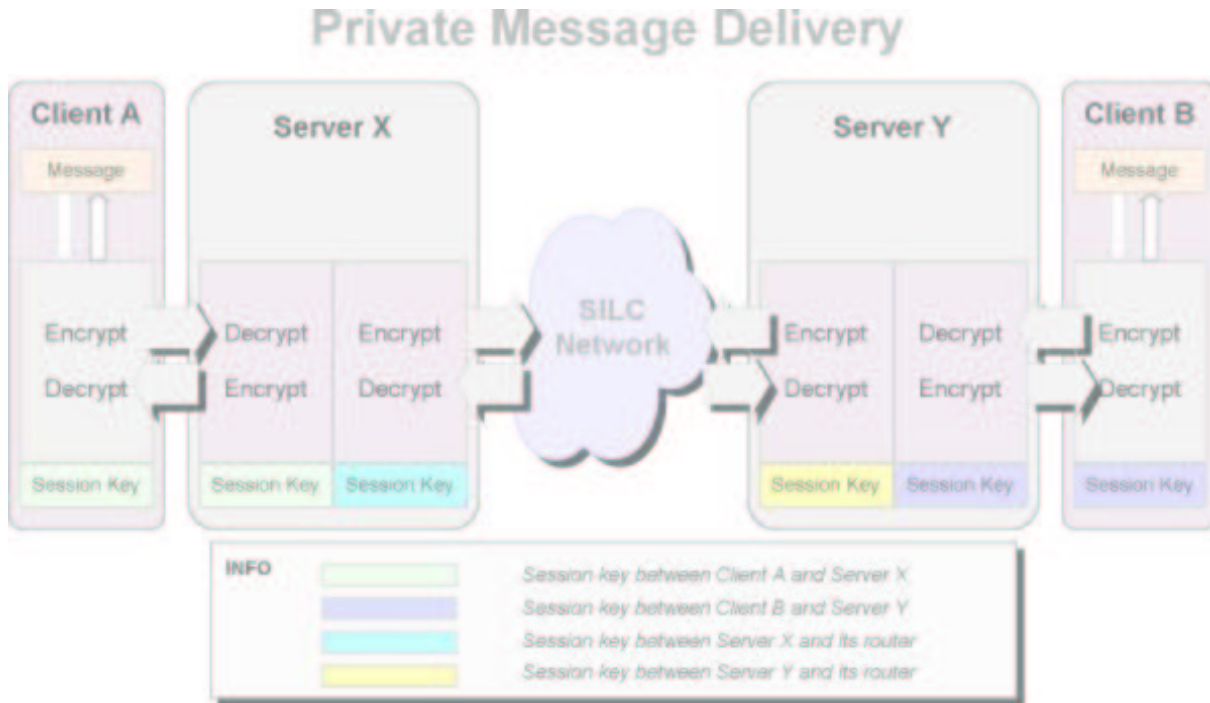 Private Message Delivery
Client A
Server X
Server Y
Client B
Message
Message
SILC
Network
Encrypt
Decrypt
Encrypt
Encrypt
Decrypt
Encrypt
Decrypt
Encrypt
Decrypt
Decrypt
Encrypt
Decrypt
Session Key
Session Key
Session Key
Session Key
Session Key
Session Key
INFO
Session key between Client A and Server X
Session key between Client B and Server Y
Session key between Server X and its router
Session key between Server Y and its router